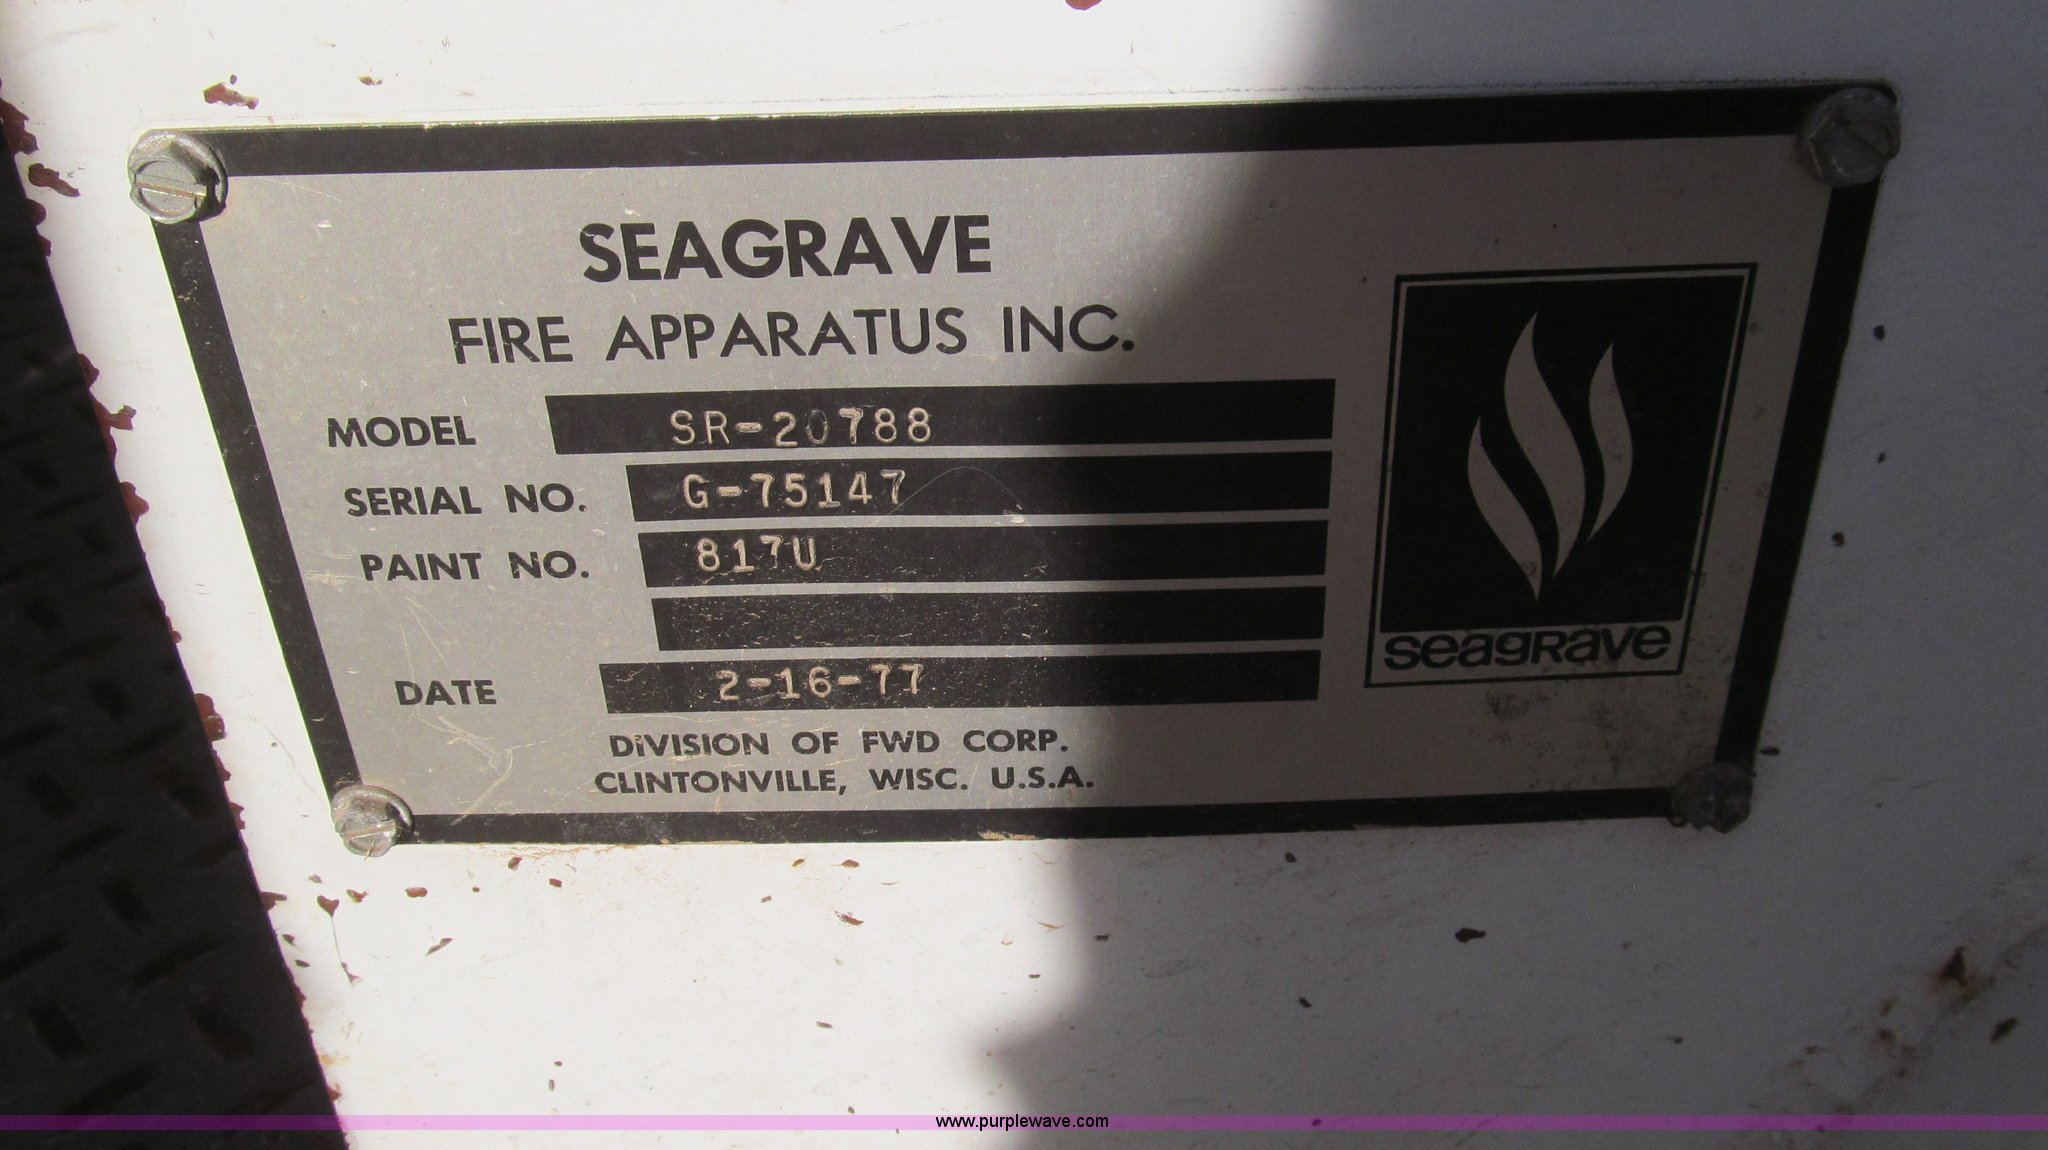 SEAGRAVE
FIRE APPARATUS INC.
MODEL SR-20788
SERIAL NO. G-75147
PAINT NO. 817U
DATE 2-16-77
DIVISION OF FWD CORP.
CLINTONVILLE, WISC. U.S.A.
seagrave
www.purplewave.com